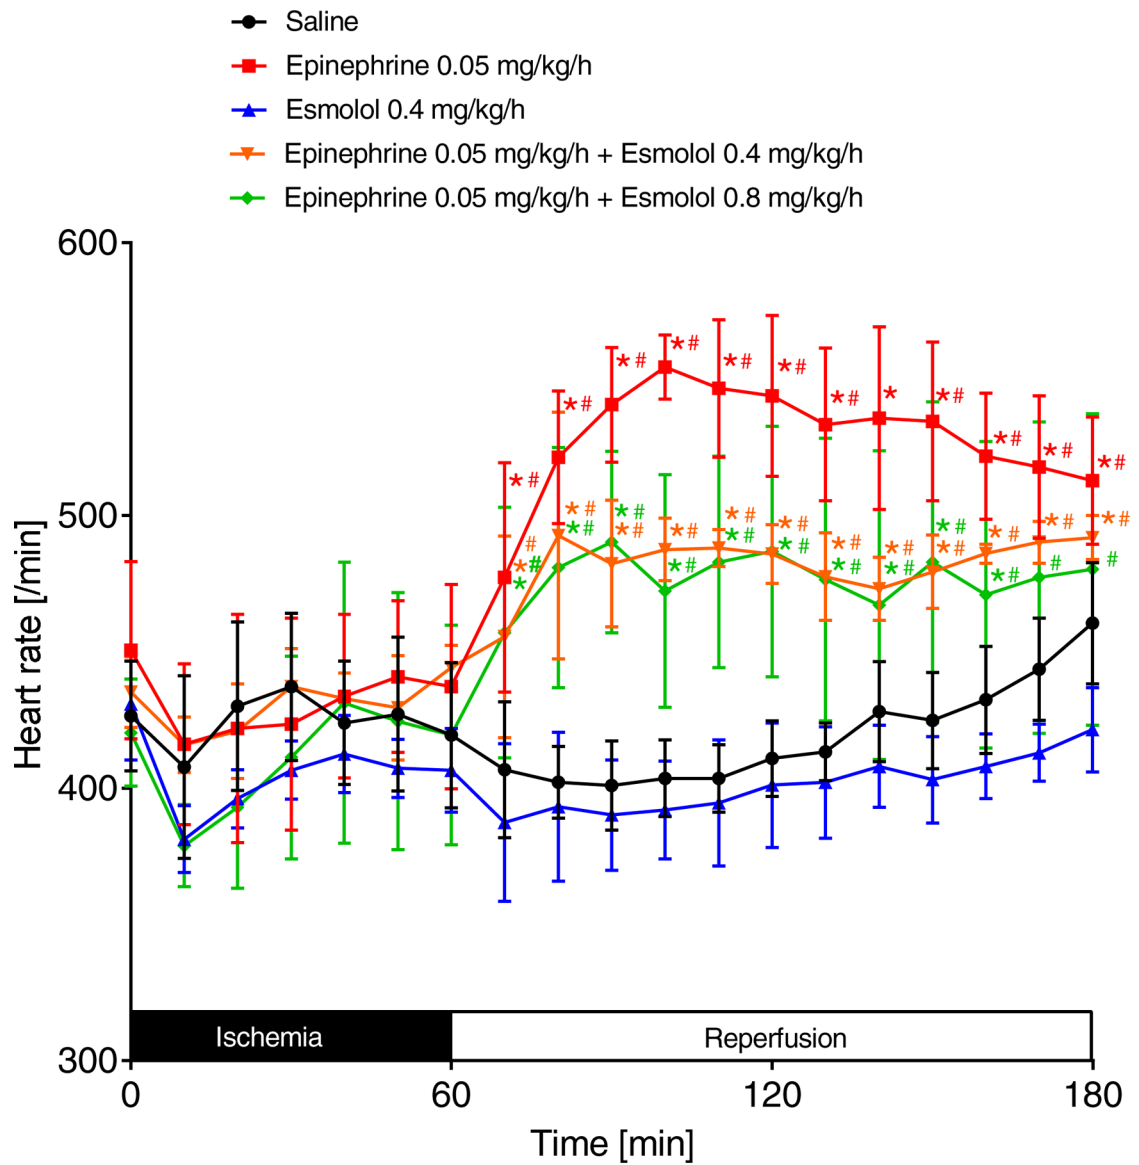 Saline
Epinephrine 0.05 mg/kg/h
Esmolol 0.4 mg/kg/h
Epinephrine 0.05 mg/kg/h + Esmolol 0.4 mg/kg/h
Epinephrine 0.05 mg/kg/h + Esmolol 0.8 mg/kg/h
600
500
400
300
Heart rate [/min]
* # * # * # * # * # * # * # * * # * # * # * #
# * * # * # * # * # * # * # * # * # * # * # * #
# * * # * # * # * # * # * # * # * # * # # #
Ischemia
Reperfusion
0 60 120 180
Time [min]